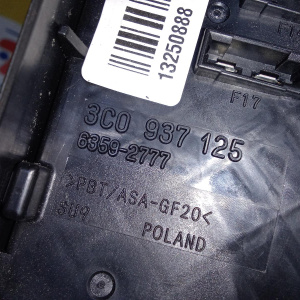 13250888
F17
3C0 937 125
6359-2777
>PBT/ASA-GF20<
POLAND